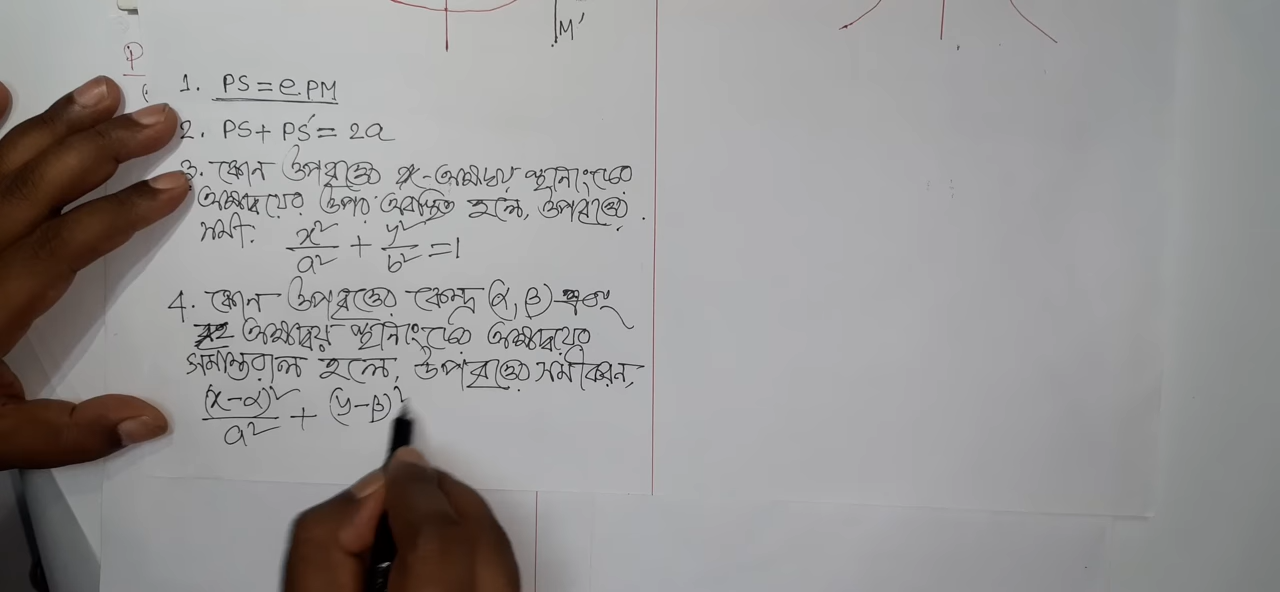 M′
P
1. PS = e.PM
2. PS + PS′ = 2a
3. কোন উপবৃত্তের x-অক্ষদ্বয় স্থানাংকের
অক্ষদ্বয়ের উপর অবস্থিত হলে, উপবৃত্তের
সমী: x²/a² + y²/b² = 1
4. কোন উপবৃত্তের কেন্দ্র (α, β) এবং
অক্ষদ্বয় স্থানাংকের অক্ষদ্বয়ের
সমান্তরাল হলে, উপবৃত্তের সমীকরন,
(x-α)²/a² + (y-β)²